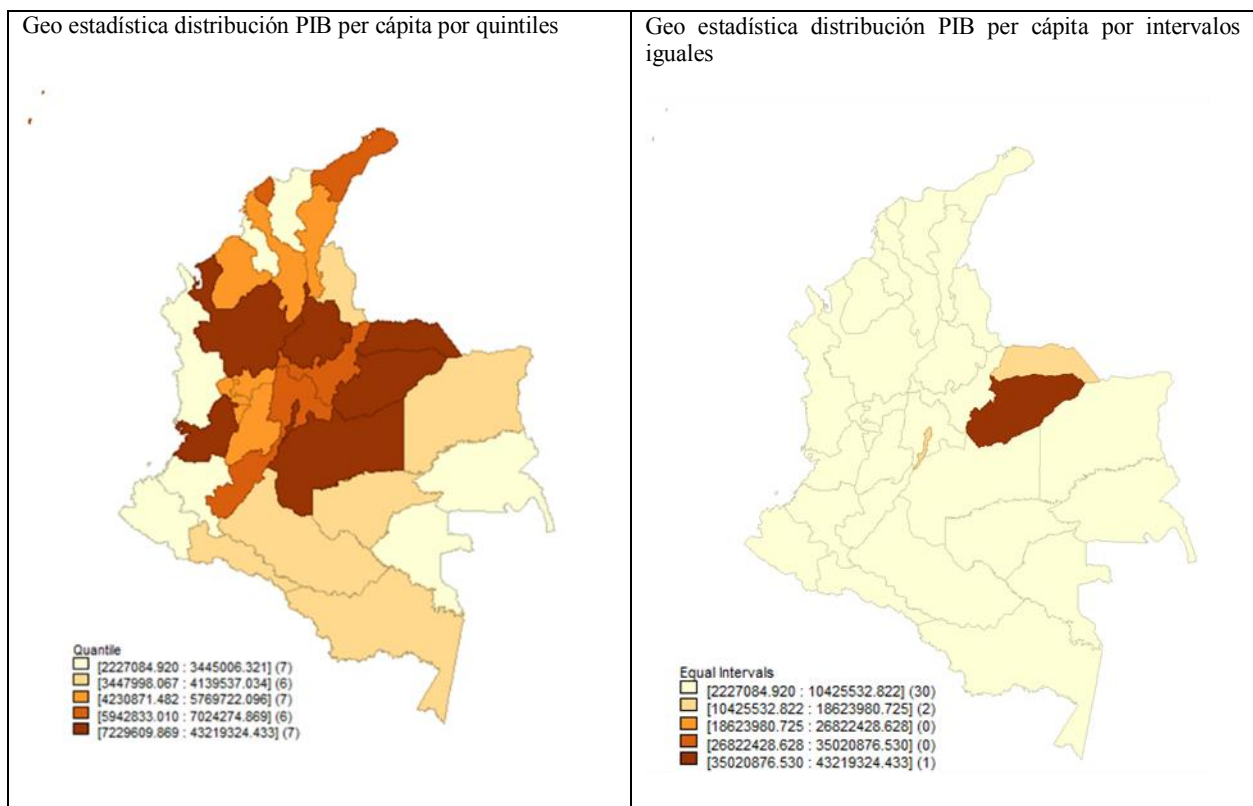 Geo estadística distribución PIB per cápita por quintiles
Geo estadística distribución PIB per cápita por intervalos
iguales
Quantile
[2227084.920 : 3445006.321] (7)
[3447998.067 : 4139537.034] (6)
[4230871.482 : 5769722.096] (7)
[5942833.010 : 7024274.869] (6)
[7229609.869 : 43219324.433] (7)
Equal Intervals
[2227084.920 : 10425532.822] (30)
[10425532.822 : 18623980.725] (2)
[18623980.725 : 26822428.628] (0)
[26822428.628 : 35020876.530] (0)
[35020876.530 : 43219324.433] (1)